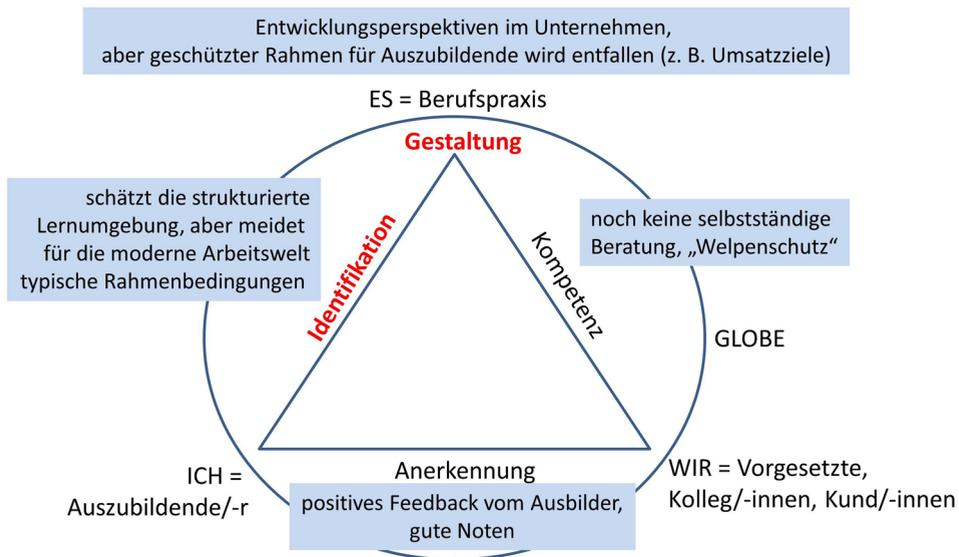 Entwicklungsperspektiven im Unternehmen,
aber geschützter Rahmen für Auszubildende wird entfallen (z. B. Umsatzziele)
ES = Berufspraxis
Gestaltung
schätzt die strukturierte
Lernumgebung, aber meidet
für die moderne Arbeitswelt
typische Rahmenbedingungen
Identifikation
Kompetenz
noch keine selbstständige
Beratung, „Welpenschutz“
GLOBE
ICH =
Auszubildende/-r
Anerkennung
positives Feedback vom Ausbilder,
gute Noten
WIR = Vorgesetzte,
Kolleg/-innen, Kund/-innen